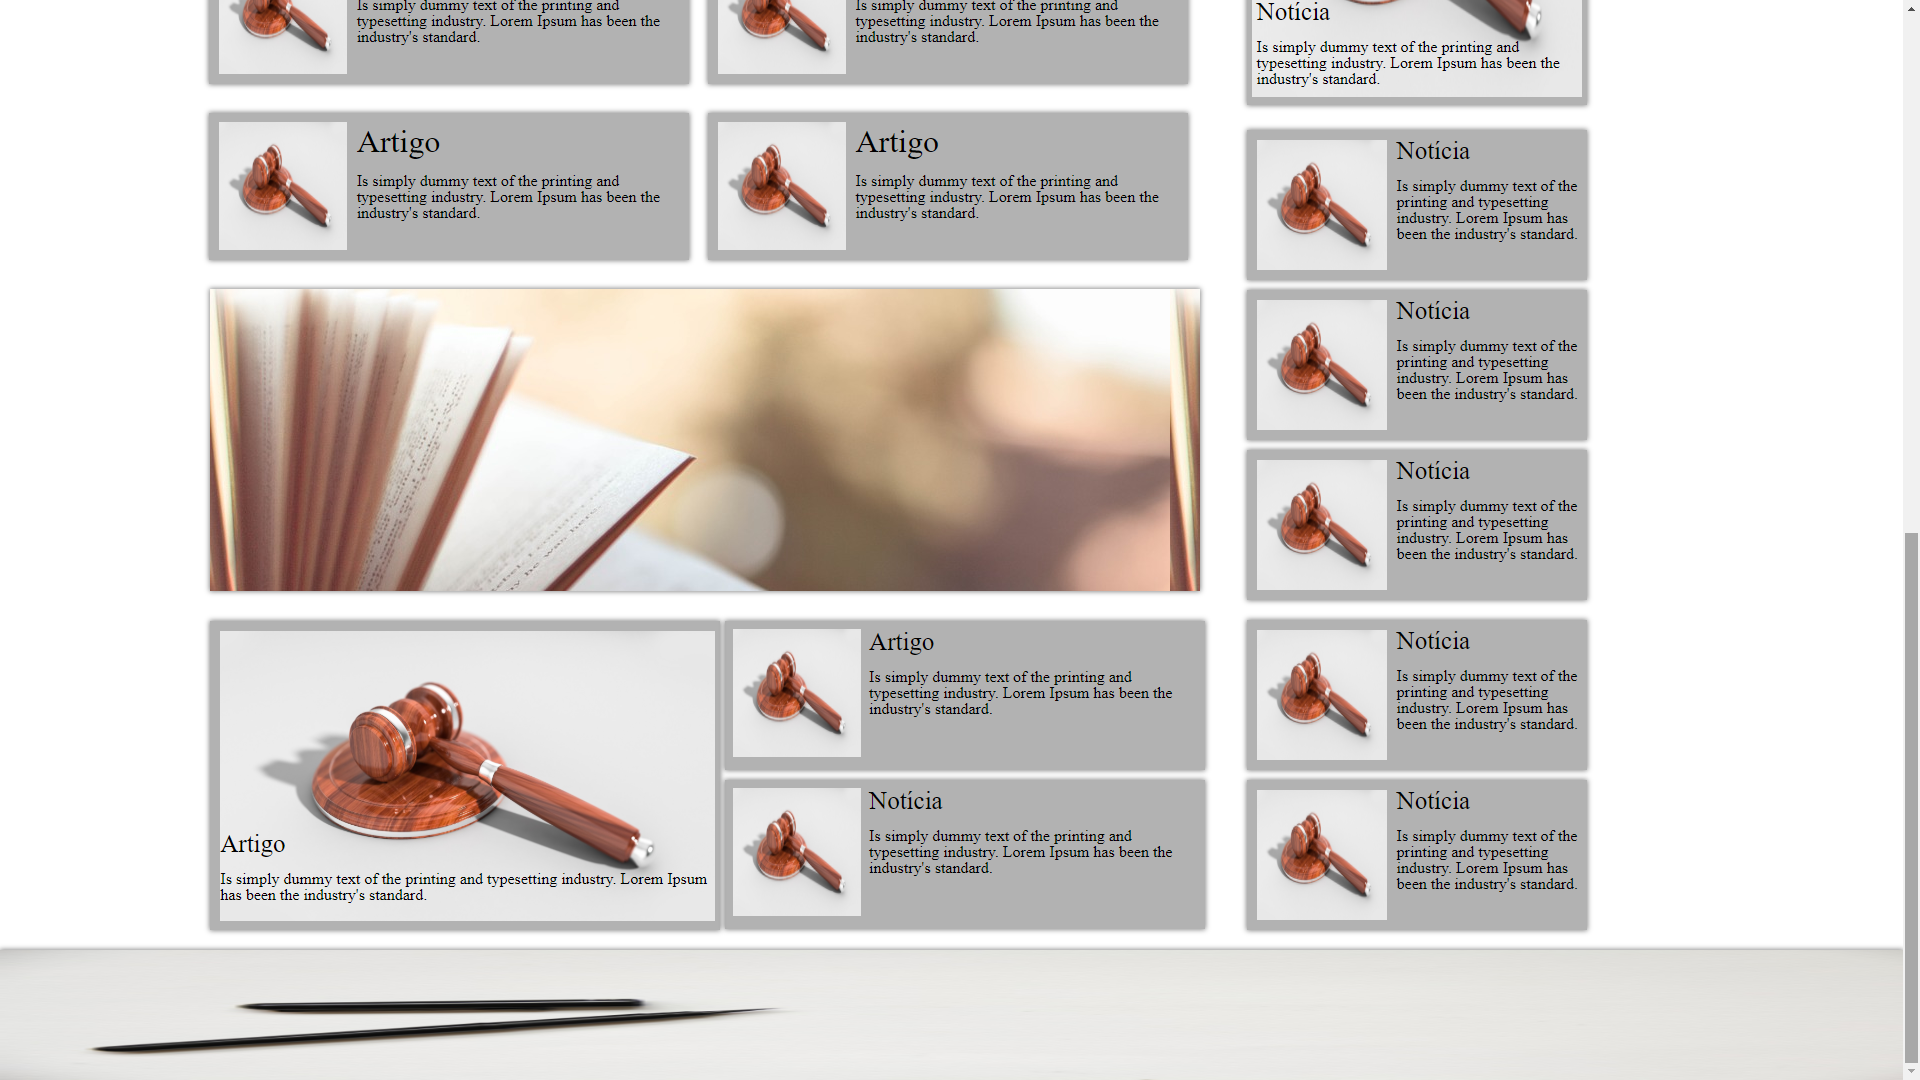 Is simply dummy text of the printing and
typesetting industry. Lorem Ipsum has been the
industry's standard.
Is simply dummy text of the printing and
typesetting industry. Lorem Ipsum has been the
industry's standard.
Artigo
Is simply dummy text of the printing and
typesetting industry. Lorem Ipsum has been the
industry's standard.
Artigo
Is simply dummy text of the printing and
typesetting industry. Lorem Ipsum has been the
industry's standard.
Artigo
Is simply dummy text of the printing and typesetting industry. Lorem Ipsum
has been the industry's standard.
Artigo
Is simply dummy text of the printing and
typesetting industry. Lorem Ipsum has been the
industry's standard.
Notícia
Is simply dummy text of the printing and
typesetting industry. Lorem Ipsum has been the
industry's standard.
Notícia
Is simply dummy text of the printing and
typesetting industry. Lorem Ipsum has been the
industry's standard.
Notícia
Is simply dummy text of the
printing and typesetting
industry. Lorem Ipsum has
been the industry's standard.
Notícia
Is simply dummy text of the
printing and typesetting
industry. Lorem Ipsum has
been the industry's standard.
Notícia
Is simply dummy text of the
printing and typesetting
industry. Lorem Ipsum has
been the industry's standard.
Notícia
Is simply dummy text of the
printing and typesetting
industry. Lorem Ipsum has
been the industry's standard.
Notícia
Is simply dummy text of the
printing and typesetting
industry. Lorem Ipsum has
been the industry's standard.